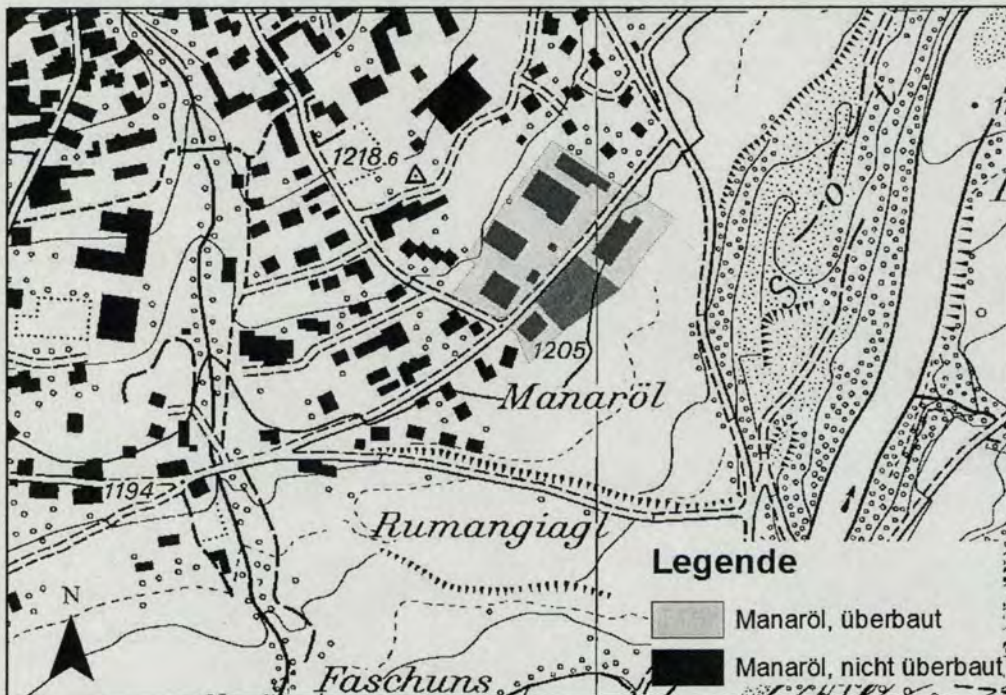 1218.6
S o t
1205
Manaröl
1194
Rumangiagl
H
N
Faschuns
Legende
Manaröl, überbaut
Manaröl, nicht überbaut